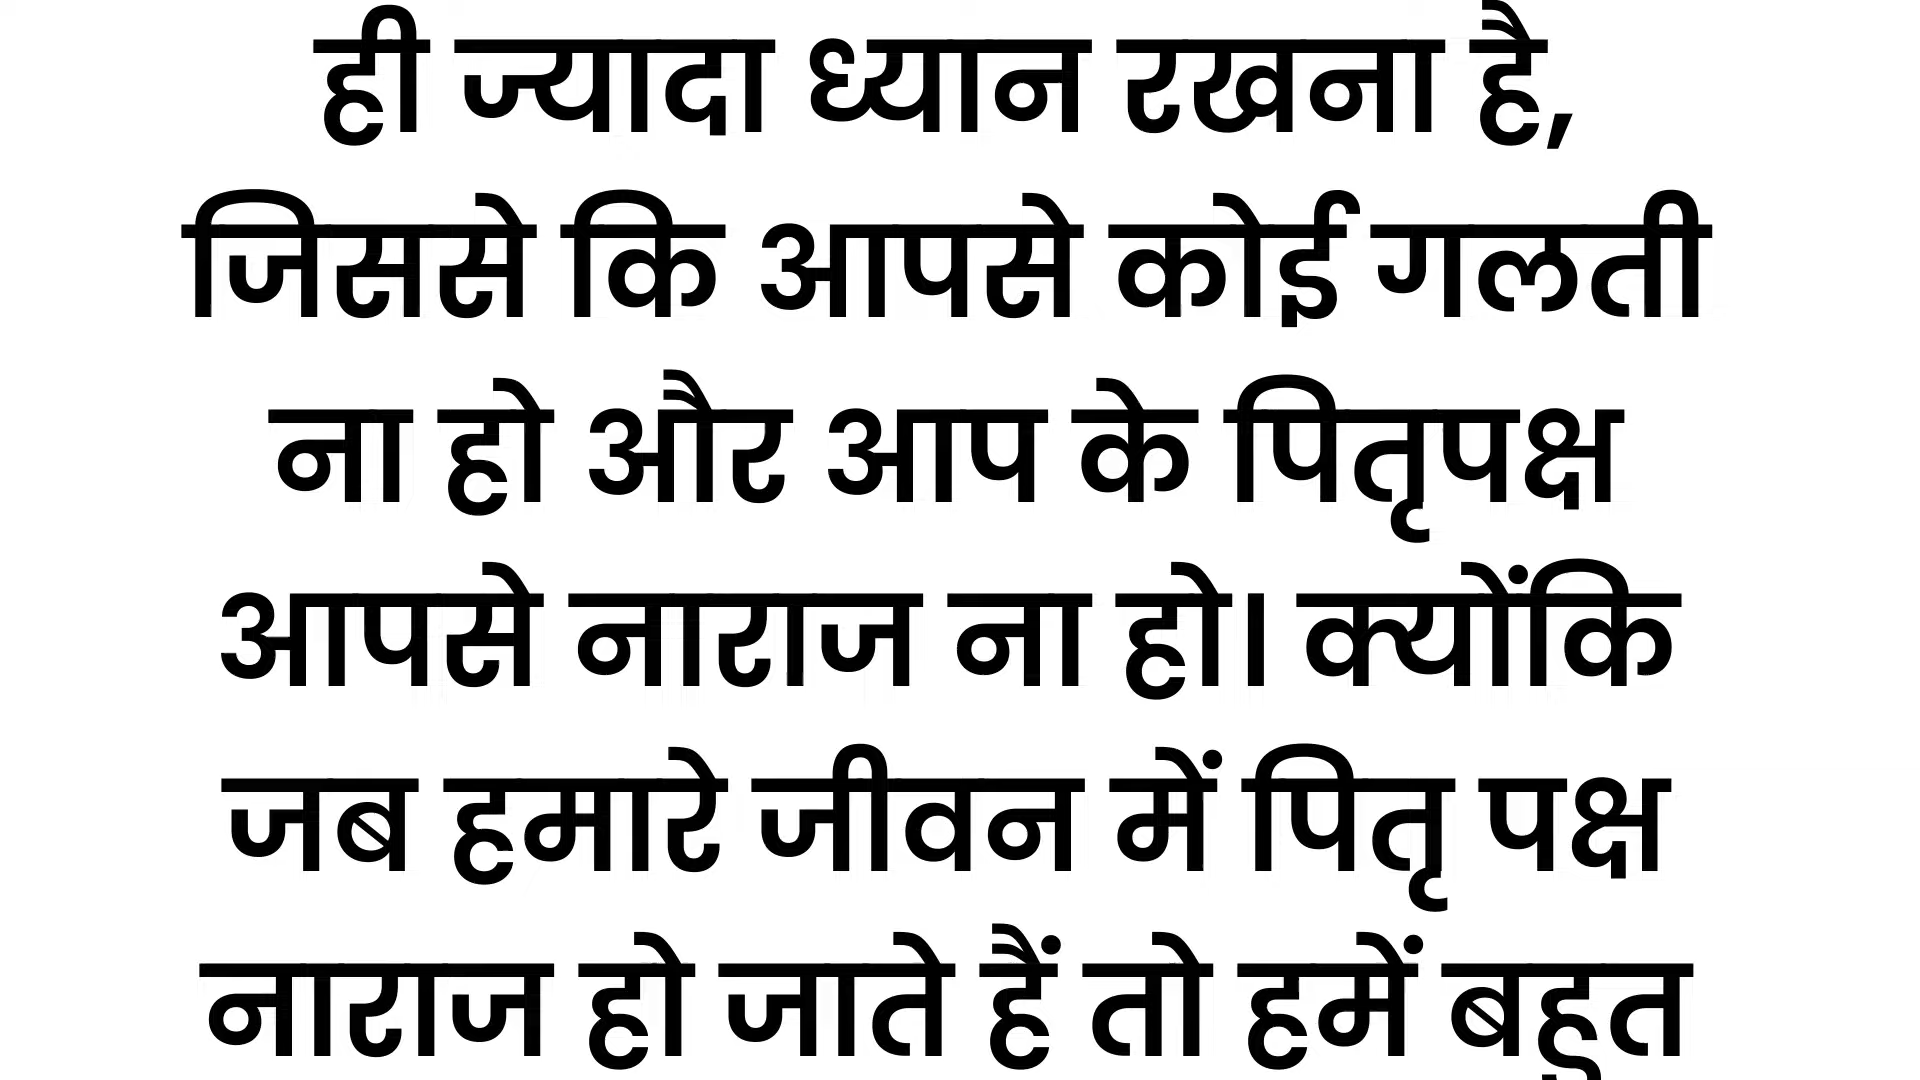 ही ज्यादा ध्यान रखना है,
जिससे कि आपसे कोई गलती
ना हो और आप के पितृपक्ष
आपसे नाराज ना हो। क्योंकि
जब हमारे जीवन में पितृ पक्ष
नाराज हो जाते हैं तो हमें बहुत